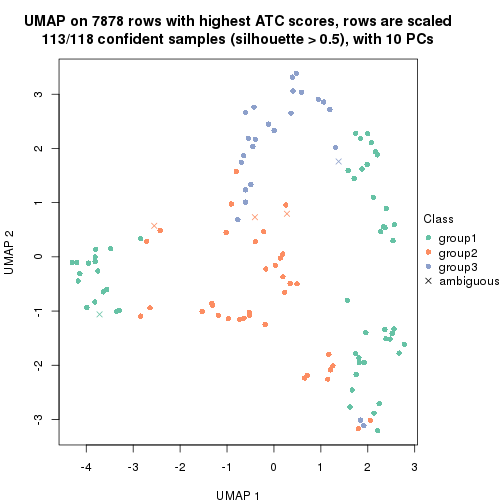 UMAP on 7878 rows with highest ATC scores, rows are scaled
113/118 confident samples (silhouette > 0.5), with 10 PCs
3
2
1
0
-1
-2
-3
UMAP 2
-4
-3
-2
-1
0
1
2
3
UMAP 1
Class
group1
group2
group3
ambiguous